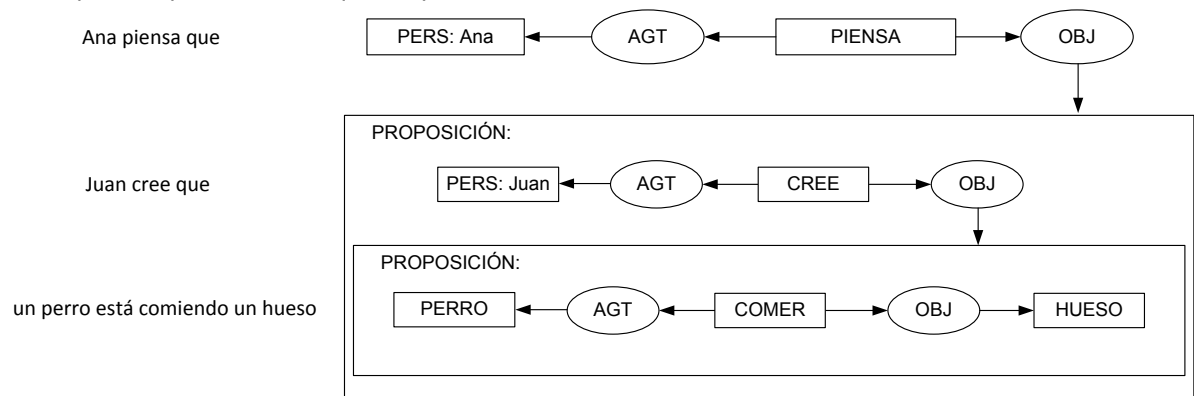 Ana piensa que PERS: Ana AGT PIENSA OBJ
PROPOSICIÓN:
Juan cree que PERS: Juan AGT CREE OBJ
PROPOSICIÓN:
un perro está comiendo un hueso PERRO AGT COMER OBJ HUESO